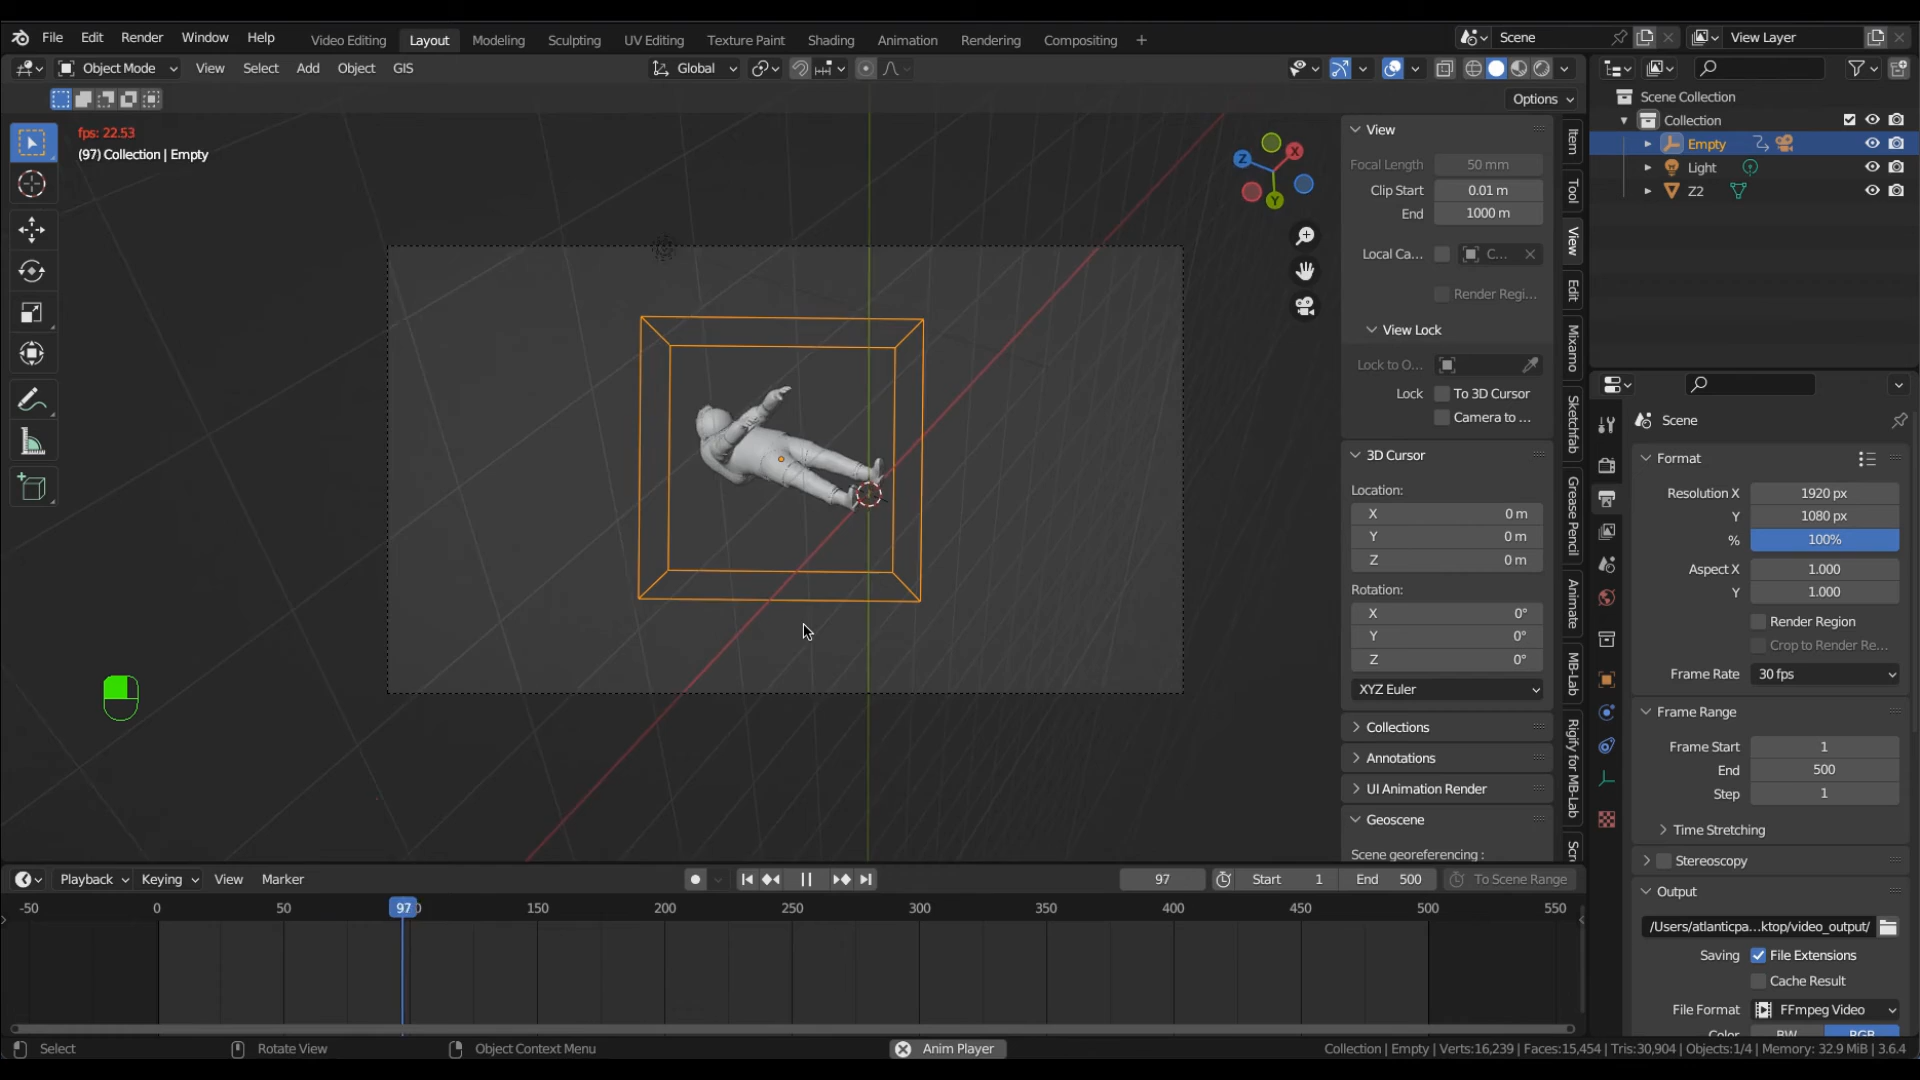 File Edit Render Window Help
Video Editing Layout Modeling Sculpting UV Editing Texture Paint Shading Animation Rendering Compositing +
Scene
View Layer
Object Mode View Select Add Object GIS
Global
Options
fps: 22.53
(97) Collection | Empty
X
Z
Y
View
Focal Length 50 mm
Clip Start 0.01 m
End 1000 m
Local Ca... C...
Render Regi...
View Lock
Lock to O...
Lock To 3D Cursor
Camera to ...
3D Cursor
Location:
X 0 m
Y 0 m
Z 0 m
Rotation:
X 0°
Y 0°
Z 0°
XYZ Euler
Collections
Annotations
UI Animation Render
Geoscene
Scene georeferencing :
Item
Tool
View
Edit
Mixamo
Sketchfab
Grease Pencil
Animate
MB-Lab
Rigify for MB-Lab
Scr
Scene Collection
Collection
Empty
Light
Z2
Scene
Format
Resolution X 1920 px
Y 1080 px
% 100%
Aspect X 1.000
Y 1.000
Render Region
Crop to Render Re...
Frame Rate 30 fps
Frame Range
Frame Start 1
End 500
Step 1
Time Stretching
Stereoscopy
Output
/Users/atlanticpa...ktop/video_output/
Saving File Extensions
Cache Result
File Format FFmpeg Video
Color BW RGB
Playback Keying View Marker
97 Start 1 End 500 To Scene Range
-50 0 50 97 150 200 250 300 350 400 450 500 550
Select Rotate View Object Context Menu
Anim Player
Collection | Empty | Verts:16,239 | Faces:15,454 | Tris:30,904 | Objects:1/4 | Memory: 32.9 MiB | 3.6.4